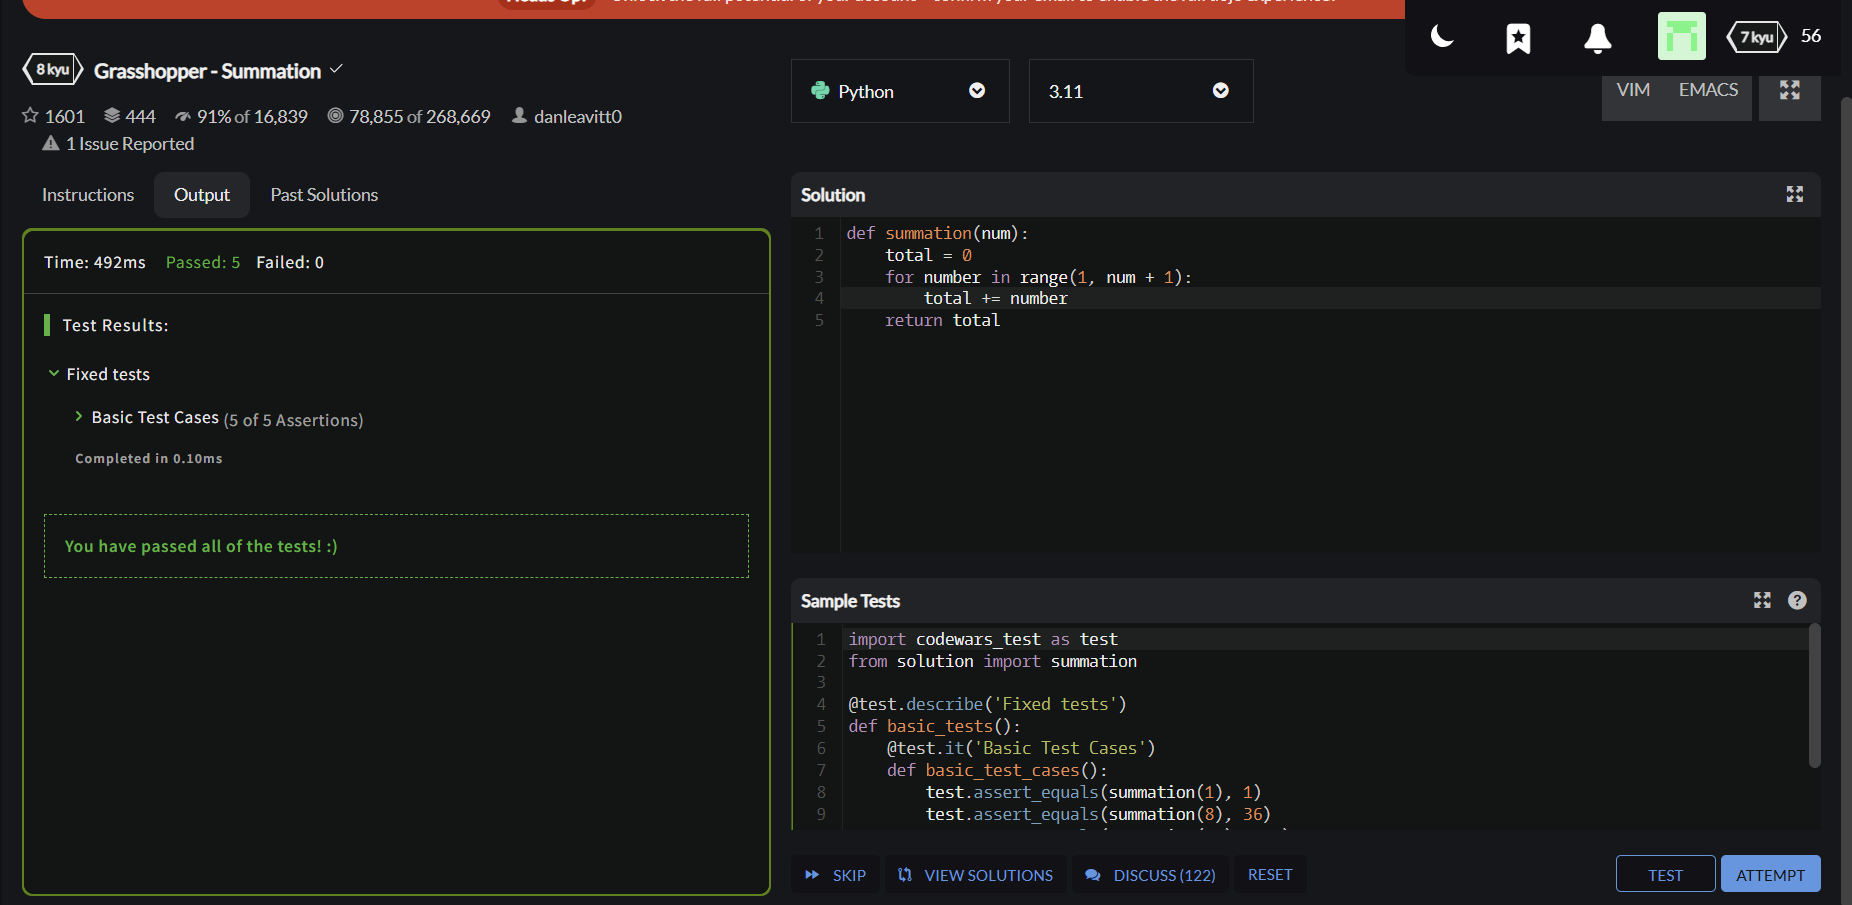 7 kyu 56
8 kyu Grasshopper - Summation
1601 444 91% of 16,839 78,855 of 268,669 danleavitt0
1 Issue Reported
Python
3.11
VIM EMACS
Instructions Output Past Solutions
Time: 492ms Passed: 5 Failed: 0
Test Results:
Fixed tests
Basic Test Cases (5 of 5 Assertions)
Completed in 0.10ms
You have passed all of the tests! :)
Solution
1 def summation(num):
2 total = 0
3 for number in range(1, num + 1):
4 total += number
5 return total
Sample Tests
1 import codewars_test as test
2 from solution import summation
3
4 @test.describe('Fixed tests')
5 def basic_tests():
6 @test.it('Basic Test Cases')
7 def basic_test_cases():
8 test.assert_equals(summation(1), 1)
9 test.assert_equals(summation(8), 36)
SKIP VIEW SOLUTIONS DISCUSS (122) RESET
TEST ATTEMPT